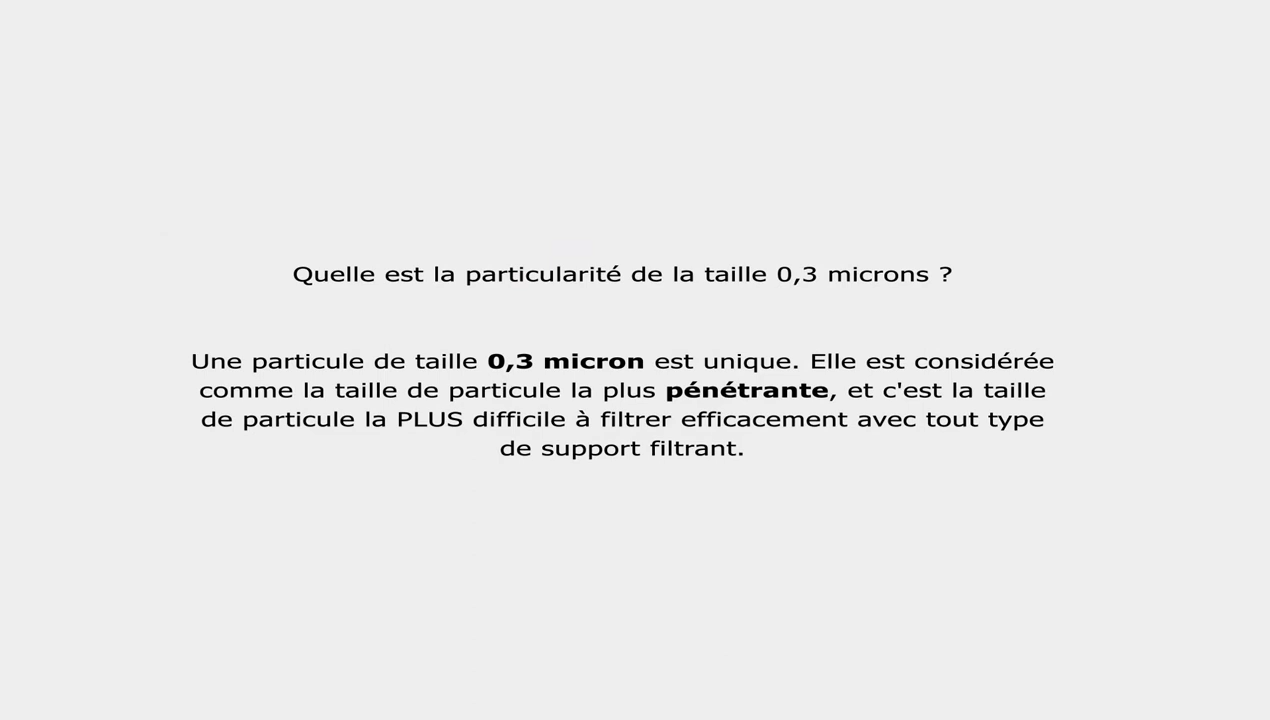 Quelle est la particularité de la taille 0,3 microns ?
Une particule de taille 0,3 micron est unique. Elle est considérée
comme la taille de particule la plus pénétrante, et c'est la taille
de particule la PLUS difficile à filtrer efficacement avec tout type
de support filtrant.